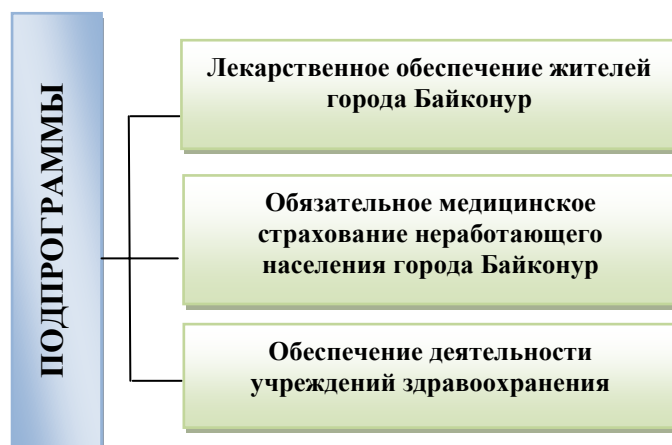 ПОДПРОГРАММЫ
Лекарственное обеспечение жителей
города Байконур
Обязательное медицинское
страхование неработающего
населения города Байконур
Обеспечение деятельности
учреждений здравоохранения